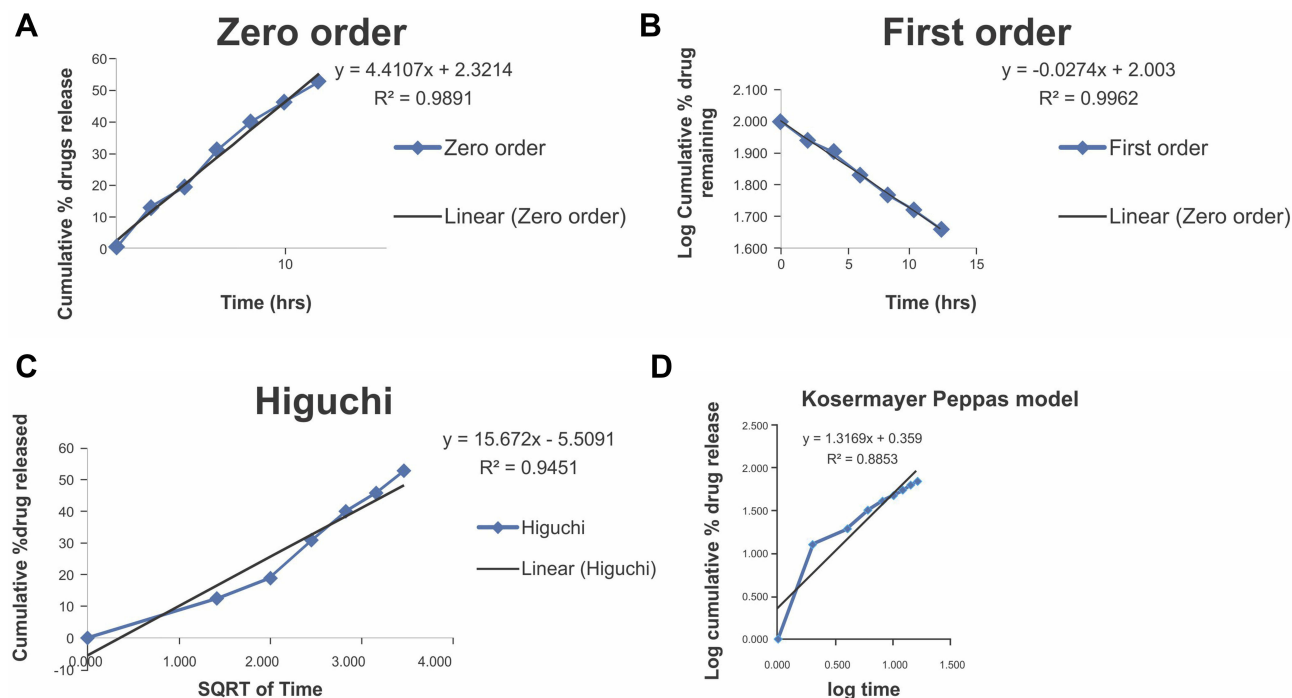 A
Zero order
Cumulative % drugs release
60
50
40
30
20
10
0
10
Time (hrs)
y = 4.4107x + 2.3214
R² = 0.9891
Zero order
Linear (Zero order)
B
First order
Log Cumulative % drug
remaining
2.100
2.000
1.900
1.800
1.700
1.600
0
5
10
15
Time (hrs)
y = -0.0274x + 2.003
R² = 0.9962
First order
Linear (Zero order)
C
Higuchi
Cumulative %drug released
60
50
40
30
20
10
0
-10
0.000
1.000
2.000
3.000
4.000
SQRT of Time
y = 15.672x - 5.5091
R² = 0.9451
Higuchi
Linear (Higuchi)
D
Kosermayer Peppas model
Log cumulative % drug release
2.500
2.000
1.500
1.000
0.500
0.000
0.000
0.500
1.000
1.500
log time
y = 1.3169x + 0.359
R² = 0.8853